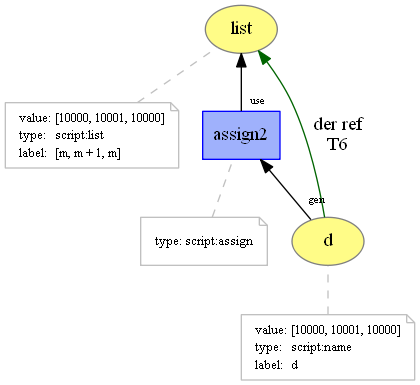 list
value: [10000, 10001, 10000]
type: script:list
label: [m, m + 1, m]
use
assign2
der ref
T6
type: script:assign
gen
d
value: [10000, 10001, 10000]
type: script:name
label: d